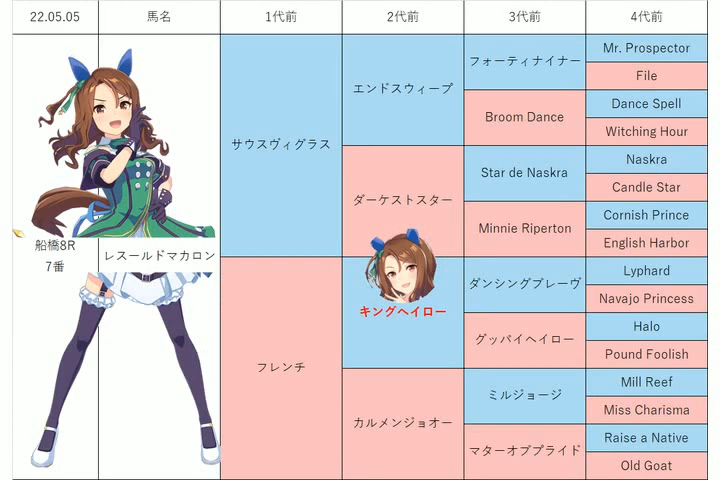 22.05.05 馬名 1代前 2代前 3代前 4代前
船橋8R
7番
レスールドマカロン
サウスヴィグラス
フレンチ
エンドスウィープ
ダーケストスター
キングヘイロー
カルメンジョオー
フォーティナイナー
Broom Dance
Star de Naskra
Minnie Riperton
ダンシングブレーヴ
グッバイヘイロー
ミルジョージ
マターオブプライド
Mr. Prospector
File
Dance Spell
Witching Hour
Naskra
Candle Star
Cornish Prince
English Harbor
Lyphard
Navajo Princess
Halo
Pound Foolish
Mill Reef
Miss Charisma
Raise a Native
Old Goat